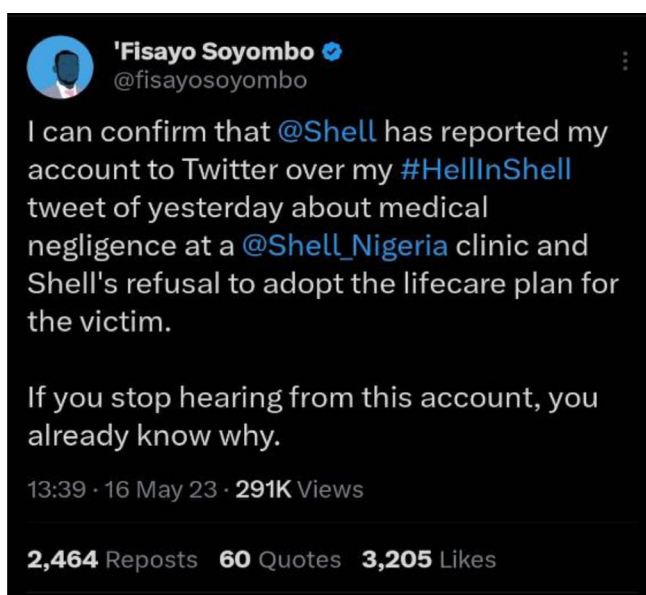 'Fisayo Soyombo
@fisayosoyombo
I can confirm that @Shell has reported my
account to Twitter over my #HellInShell
tweet of yesterday about medical
negligence at a @Shell_Nigeria clinic and
Shell's refusal to adopt the lifecare plan for
the victim.
If you stop hearing from this account, you
already know why.
13:39 · 16 May 23 · 291K Views
2,464 Reposts 60 Quotes 3,205 Likes